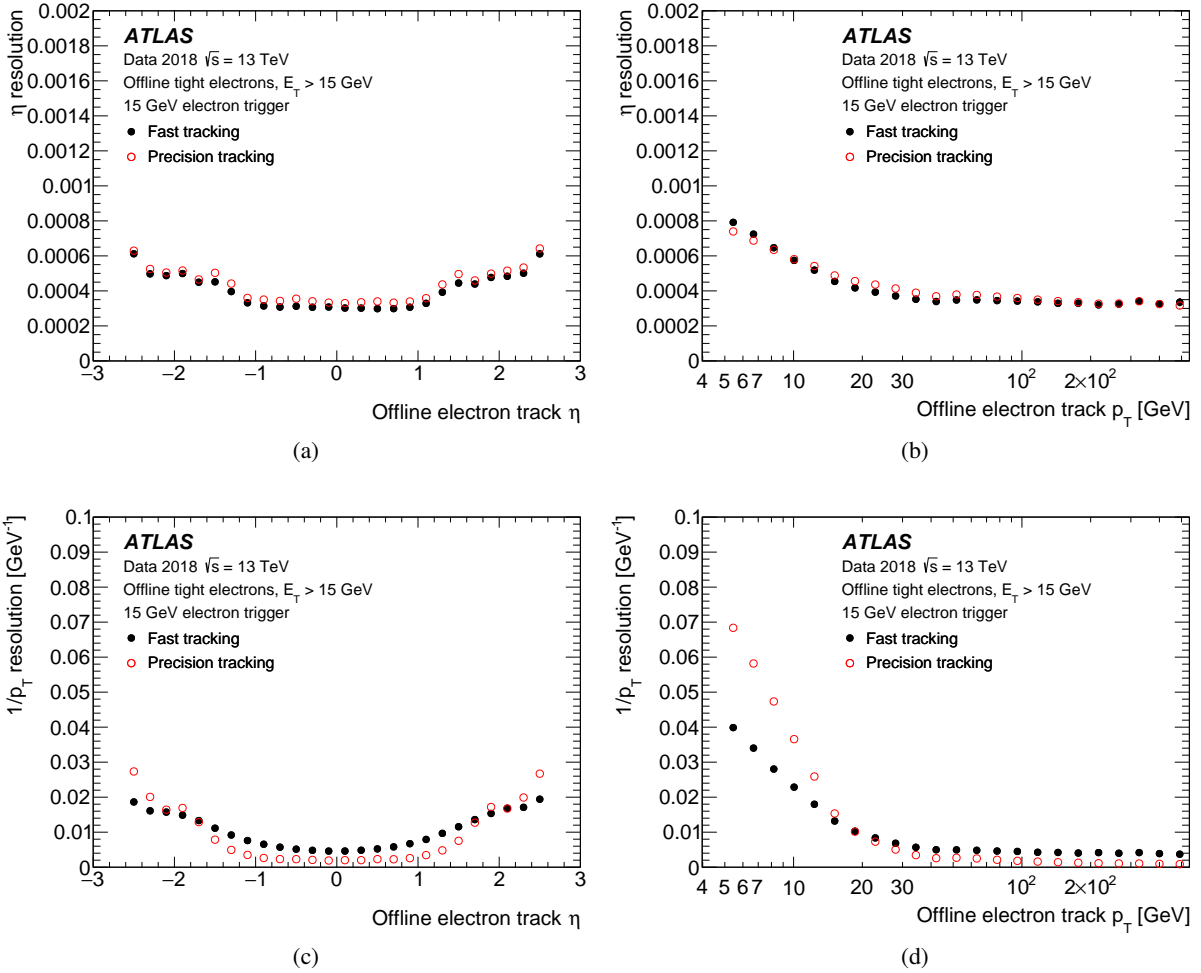 η resolution
0.002
0.0018
0.0016
0.0014
0.0012
0.001
0.0008
0.0006
0.0004
0.0002
0
ATLAS
Data 2018 √s = 13 TeV
Offline tight electrons, E_T > 15 GeV
15 GeV electron trigger
Fast tracking
Precision tracking
−3 −2 −1 0 1 2 3
Offline electron track η
(a)
η resolution
0.002
0.0018
0.0016
0.0014
0.0012
0.001
0.0008
0.0006
0.0004
0.0002
0
ATLAS
Data 2018 √s = 13 TeV
Offline tight electrons, E_T > 15 GeV
15 GeV electron trigger
Fast tracking
Precision tracking
4 5 6 7 10 20 30 10² 2×10²
Offline electron track p_T [GeV]
(b)
1/p_T resolution [GeV⁻¹]
0.1
0.09
0.08
0.07
0.06
0.05
0.04
0.03
0.02
0.01
0
ATLAS
Data 2018 √s = 13 TeV
Offline tight electrons, E_T > 15 GeV
15 GeV electron trigger
Fast tracking
Precision tracking
−3 −2 −1 0 1 2 3
Offline electron track η
(c)
1/p_T resolution [GeV⁻¹]
0.1
0.09
0.08
0.07
0.06
0.05
0.04
0.03
0.02
0.01
0
ATLAS
Data 2018 √s = 13 TeV
Offline tight electrons, E_T > 15 GeV
15 GeV electron trigger
Fast tracking
Precision tracking
4 5 6 7 10 20 30 10² 2×10²
Offline electron track p_T [GeV]
(d)